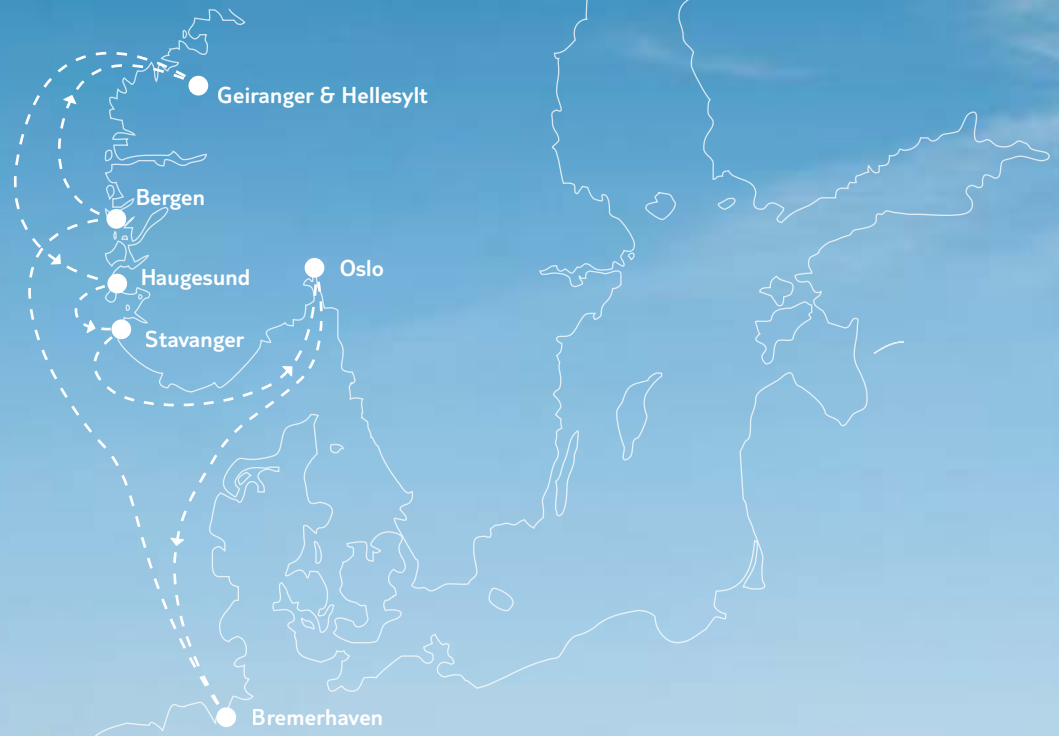 Geiranger & Hellesylt
Bergen
Haugesund
Oslo
Stavanger
Bremerhaven